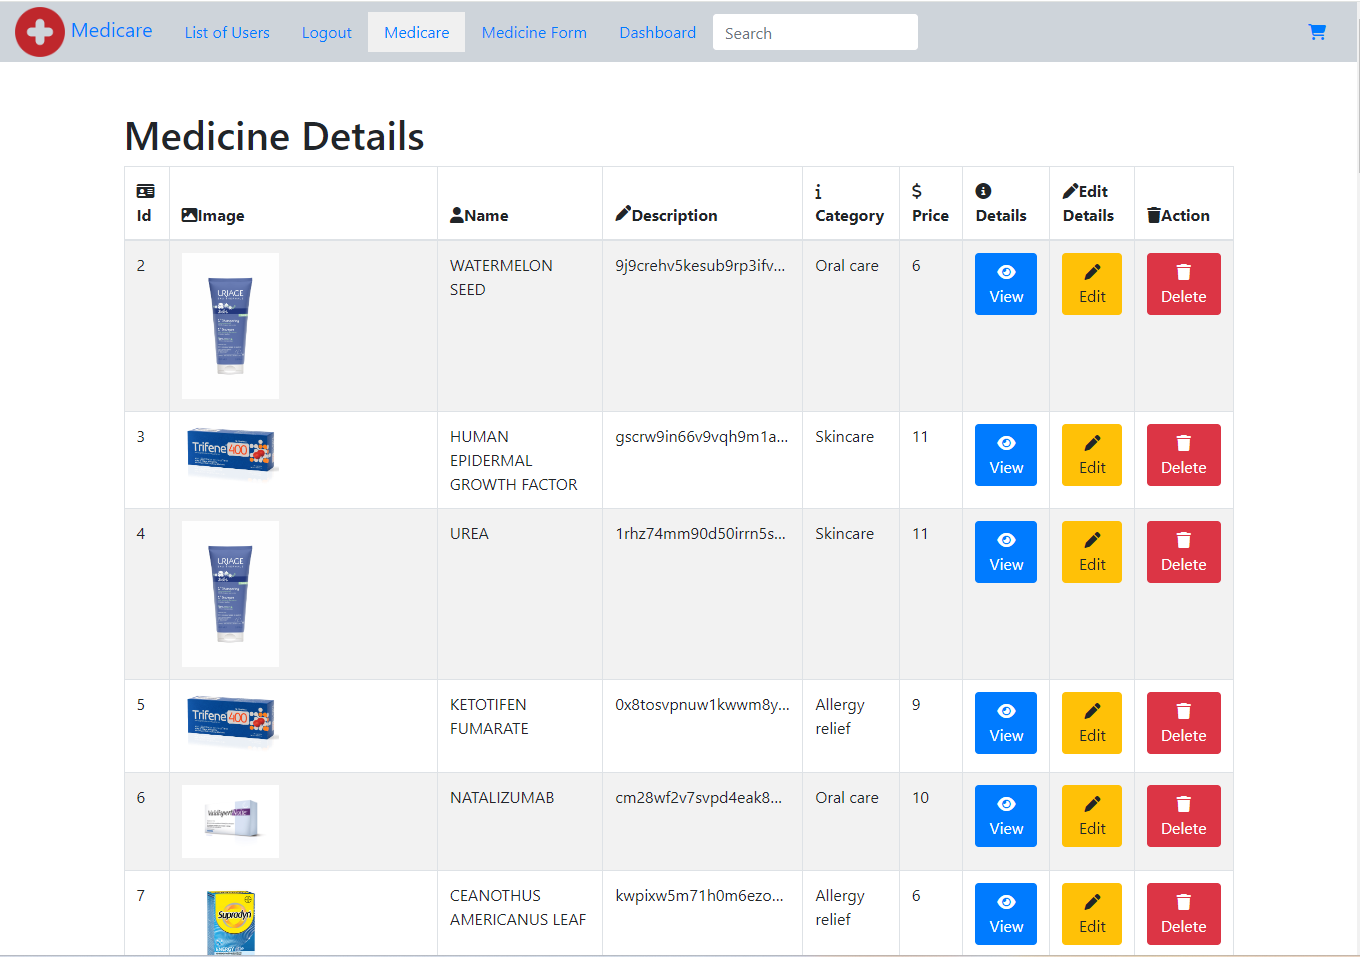 Medicare List of Users Logout Medicare Medicine Form Dashboard Search
Medicine Details
Id Image Name Description Category Price Details Edit Details Action
2 WATERMELON SEED 9j9crehv5kesub9rp3ifv... Oral care 6 View Edit Delete
URIAGE
3 Trifene 400 HUMAN EPIDERMAL GROWTH FACTOR gscrw9in66v9vqh9m1a... Skincare 11 View Edit Delete
4 UREA 1rhz74mm90d50irrn5s... Skincare 11 View Edit Delete
URIAGE
5 Trifene 400 KETOTIFEN FUMARATE 0x8tosvpnuw1kwwm8y... Allergy relief 9 View Edit Delete
6 NATALIZUMAB cm28wf2v7svpd4eak8... Oral care 10 View Edit Delete
7 CEANOTHUS AMERICANUS LEAF kwpixw5m71h0m6ezo... Allergy relief 6 View Edit Delete
Supradyn
ENERGY